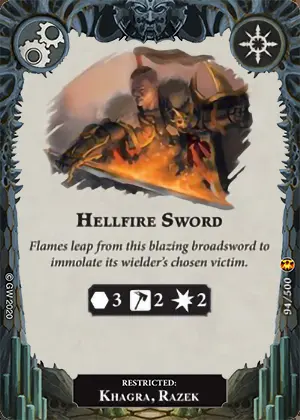 HELLFIRE SWORD
Flames leap from this blazing broadsword to
immolate its wielder's chosen victim.
3 2 2
© GW 2020
94/500
RESTRICTED:
KHAGRA, RAZEK